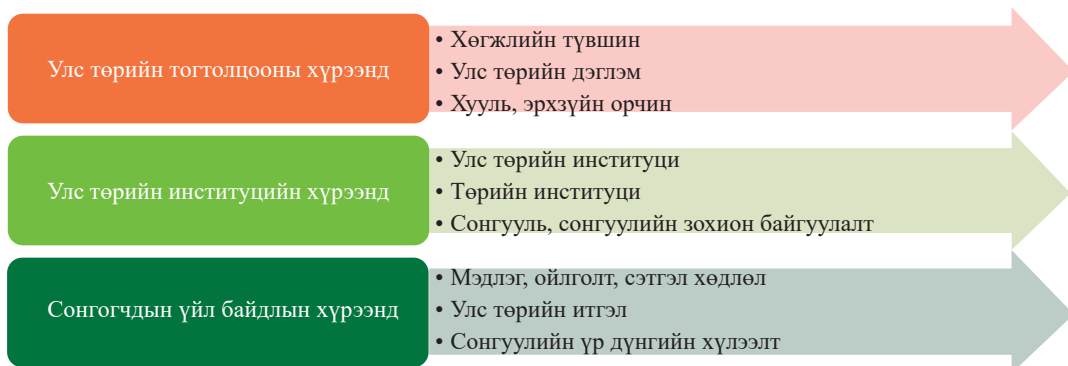 Улс төрийн тогтолцооны хүрээнд
• Хөгжлийн түвшин
• Улс төрийн дэглэм
• Хууль, эрхзүйн орчин
Улс төрийн институцийн хүрээнд
• Улс төрийн институци
• Төрийн институци
• Сонгууль, сонгуулийн зохион байгуулалт
Сонгогчдын үйл байдлын хүрээнд
• Мэдлэг, ойлголт, сэтгэл хөдлөл
• Улс төрийн итгэл
• Сонгуулийн үр дүнгийн хүлээлт